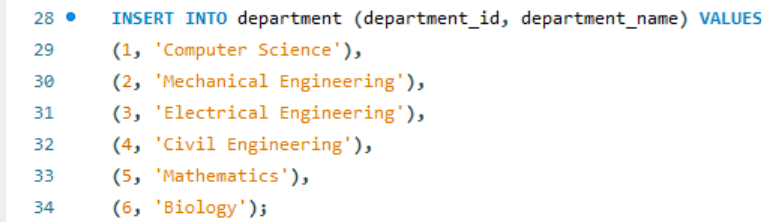 28 INSERT INTO department (department_id, department_name) VALUES
29 (1, 'Computer Science'),
30 (2, 'Mechanical Engineering'),
31 (3, 'Electrical Engineering'),
32 (4, 'Civil Engineering'),
33 (5, 'Mathematics'),
34 (6, 'Biology');